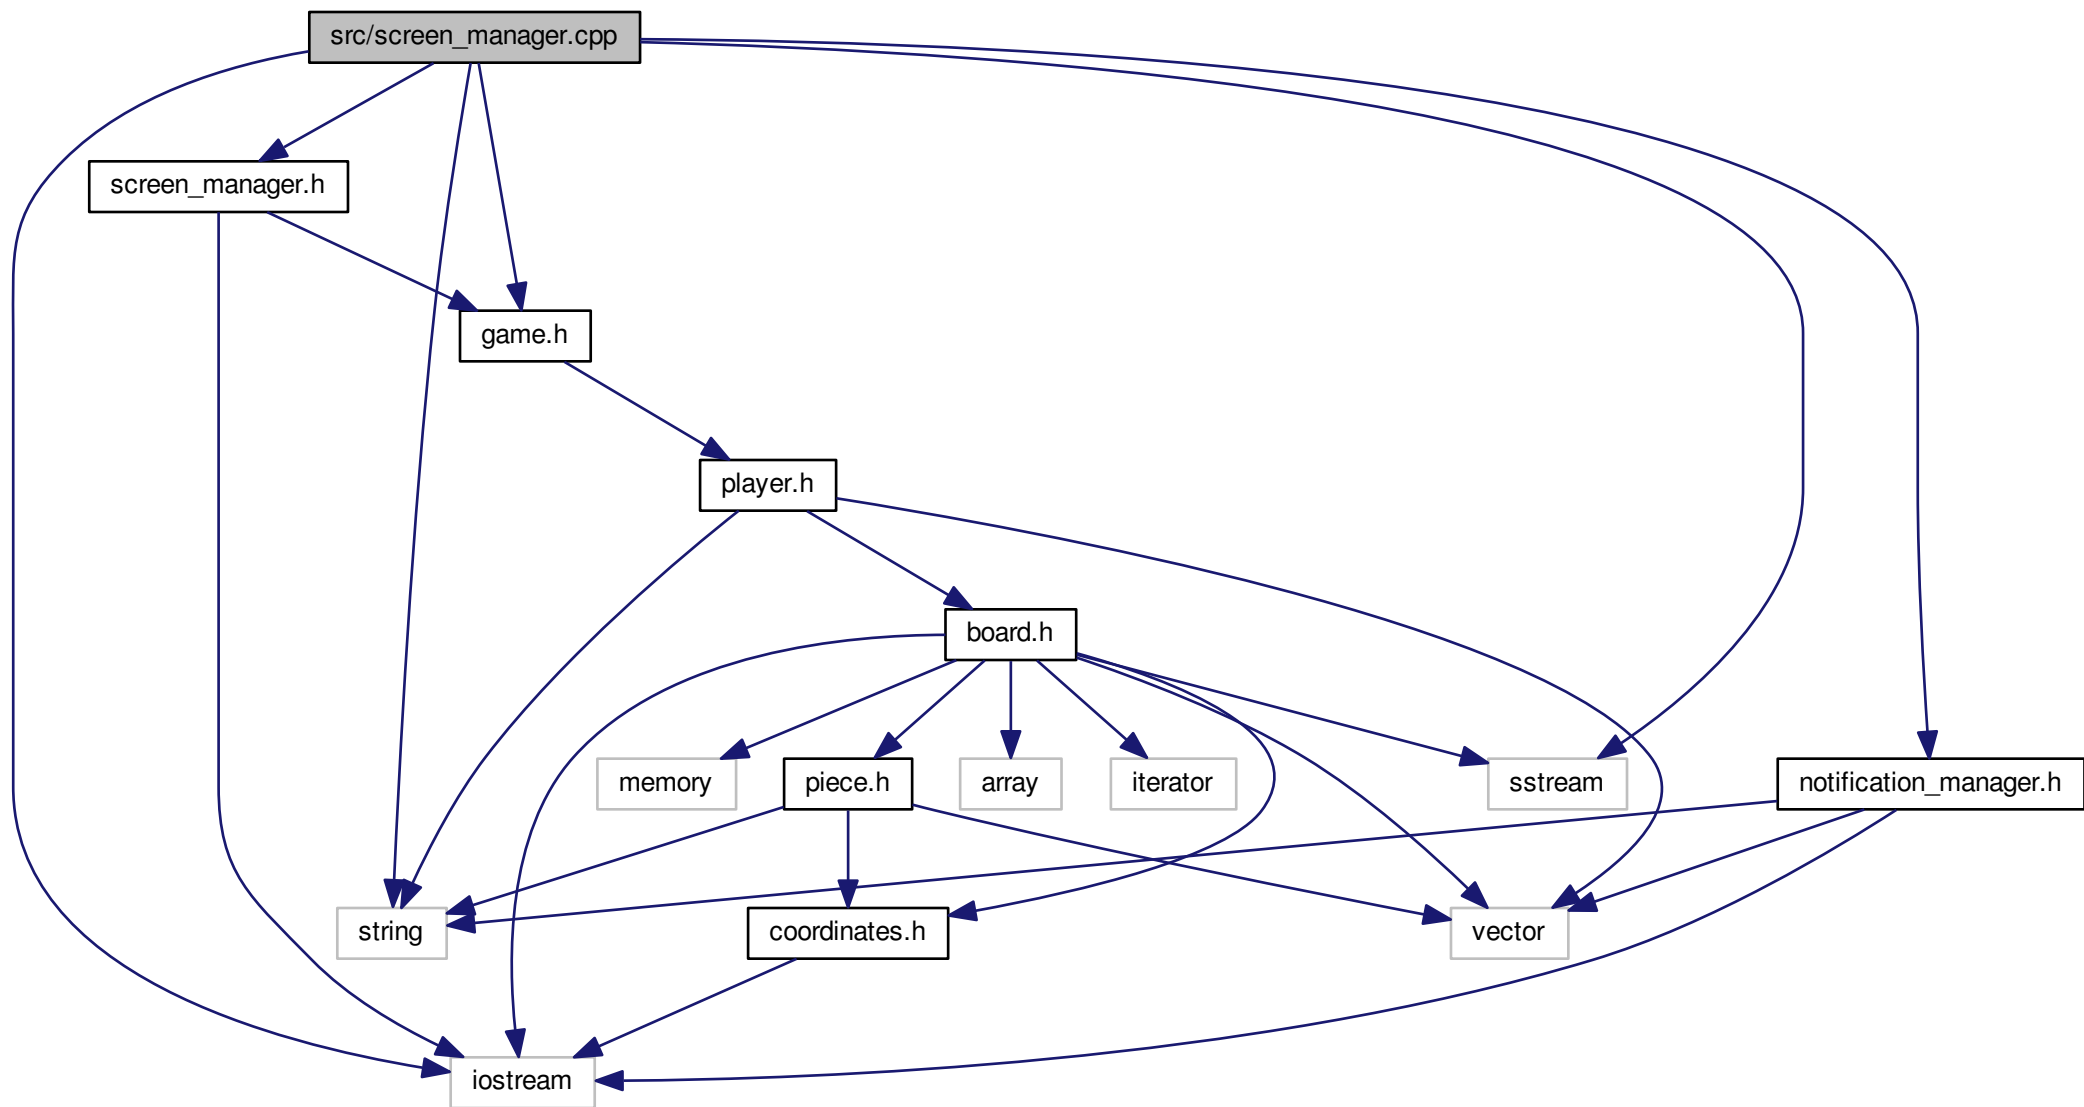 src/screen_manager.cpp
screen_manager.h
game.h
player.h
board.h
memory
piece.h
array
iterator
sstream
notification_manager.h
string
coordinates.h
vector
iostream